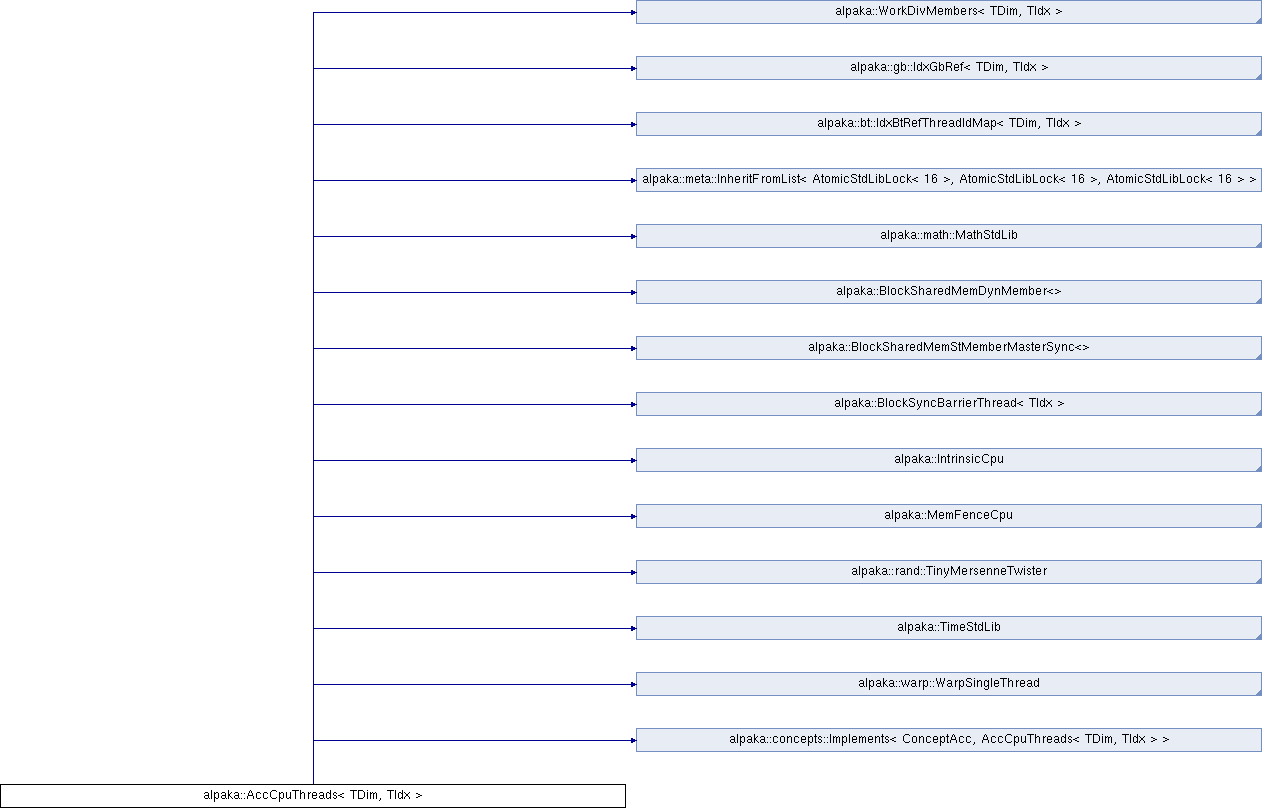 alpaka::WorkDivMembers< TDim, TIdx >
alpaka::gb::IdxGbRef< TDim, TIdx >
alpaka::bt::IdxBtRefThreadIdMap< TDim, TIdx >
alpaka::meta::InheritFromList< AtomicStdLibLock< 16 >, AtomicStdLibLock< 16 >, AtomicStdLibLock< 16 > >
alpaka::math::MathStdLib
alpaka::BlockSharedMemDynMember<>
alpaka::BlockSharedMemStMemberMasterSync<>
alpaka::BlockSyncBarrierThread< TIdx >
alpaka::IntrinsicCpu
alpaka::MemFenceCpu
alpaka::rand::TinyMersenneTwister
alpaka::TimeStdLib
alpaka::warp::WarpSingleThread
alpaka::concepts::Implements< ConceptAcc, AccCpuThreads< TDim, TIdx > >
alpaka::AccCpuThreads< TDim, TIdx >